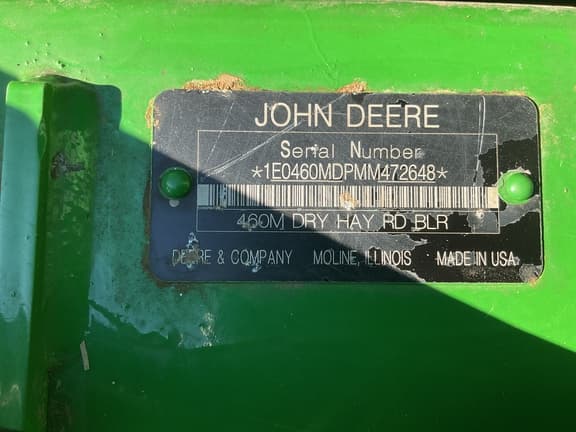 JOHN DEERE
Serial Number
*1E0460MDPMM472648*
460M DRY HAY RD BLR
DEERE & COMPANY MOLINE, ILLINOIS MADE IN USA